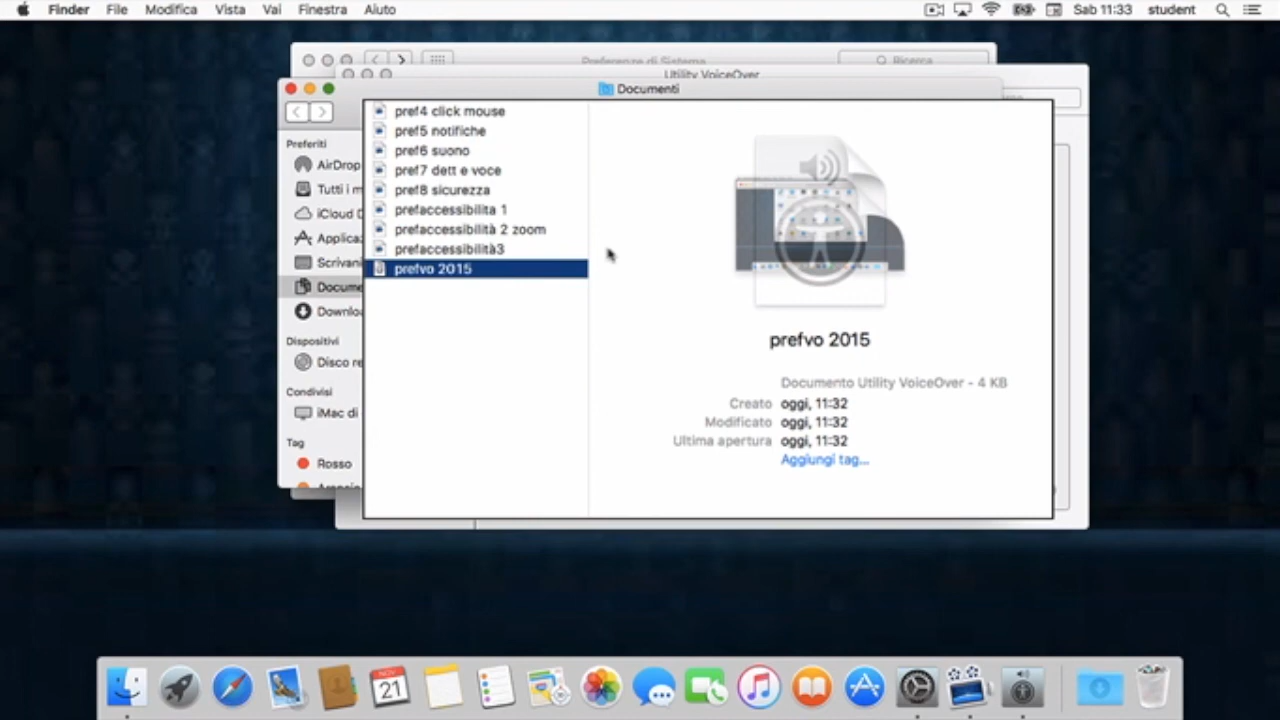 Finder File Modifica Vista Vai Finestra Aiuto Sab 11:33 student
Preferenze di Sistema Ricerca
Utility VoiceOver
Documenti
Preferiti
AirDrop
Tutti i m
iCloud D
Applica
Scrivani
Docume
Downlo
Dispositivi
Disco re
Condivisi
iMac di
Tag
Rosso
pref4 click mouse
pref5 notifiche
pref6 suono
pref7 dett e voce
pref8 sicurezza
prefaccessibilita 1
prefaccessibilità 2 zoom
prefaccessibilità3
prefvo 2015
prefvo 2015
Documento Utility VoiceOver - 4 KB
Creato oggi, 11:32
Modificato oggi, 11:32
Ultima apertura oggi, 11:32
Aggiungi tag...
NOV
21